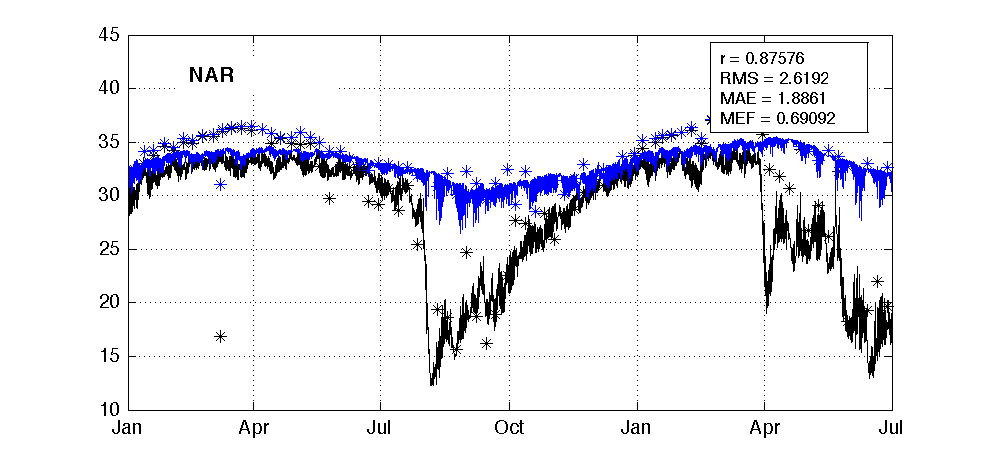 45
40
35
30
25
20
15
10
NAR
r = 0.87576
RMS = 2.6192
MAE = 1.8861
MEF = 0.69092
Jan Apr Jul Oct Jan Apr Jul